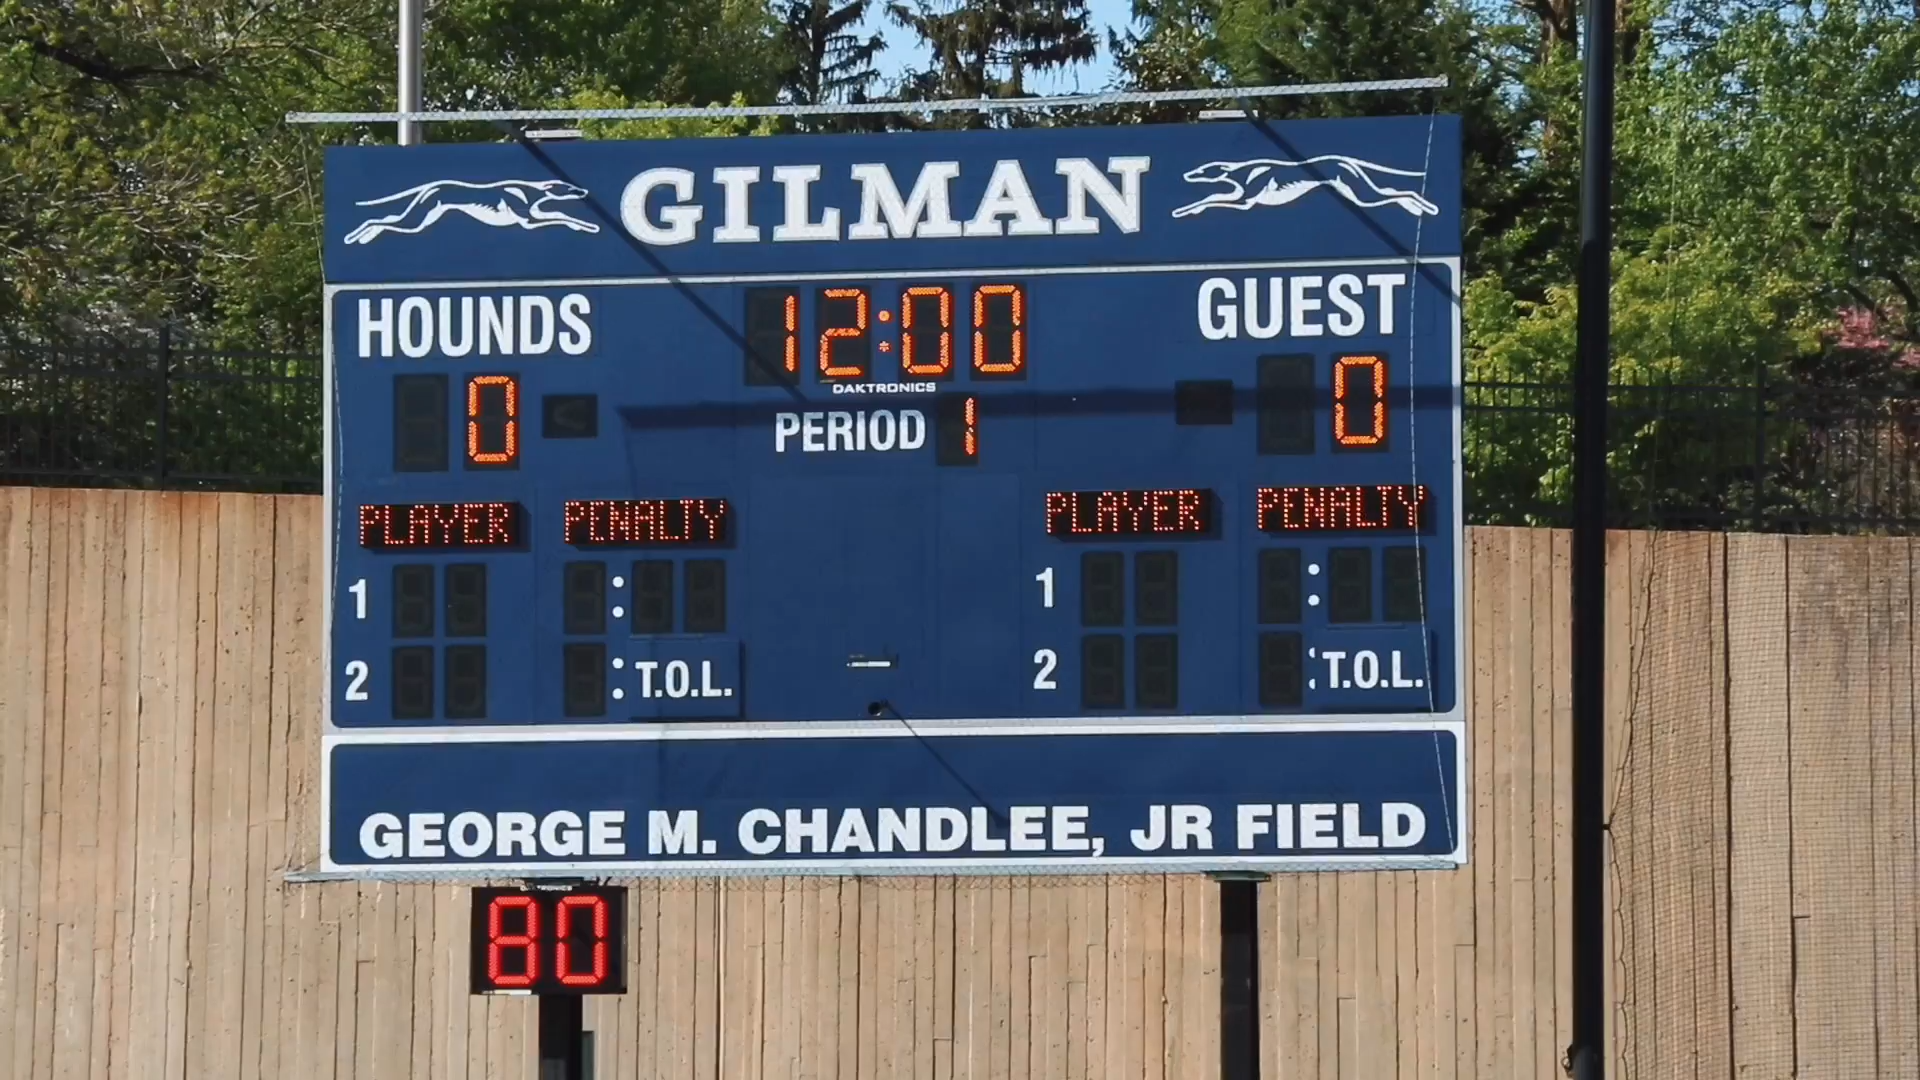 GILMAN
HOUNDS 12:00 GUEST
DAKTRONICS
0 PERIOD 1 0
PLAYER PENALTY PLAYER PENALTY
1 : 1 :
2 : T.O.L. 2 : T.O.L.
GEORGE M. CHANDLEE, JR FIELD
80